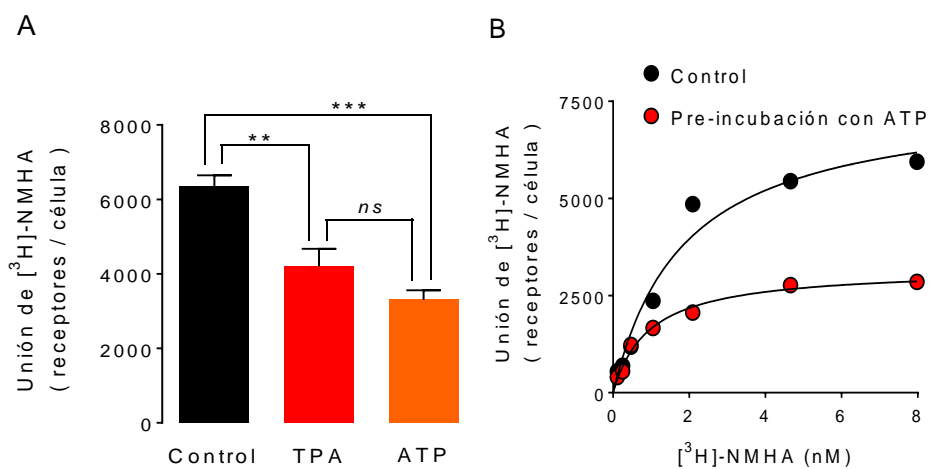 A
Unión de [³H]-NMHA
( receptores / célula )
8000
6000
4000
2000
0
***
**
ns
Control TPA ATP
B
Control
Pre-incubación con ATP
Unión de [³H]-NMHA
( receptores / célula )
7500
5000
2500
0
0 2 4 6 8
[³H]-NMHA (nM)